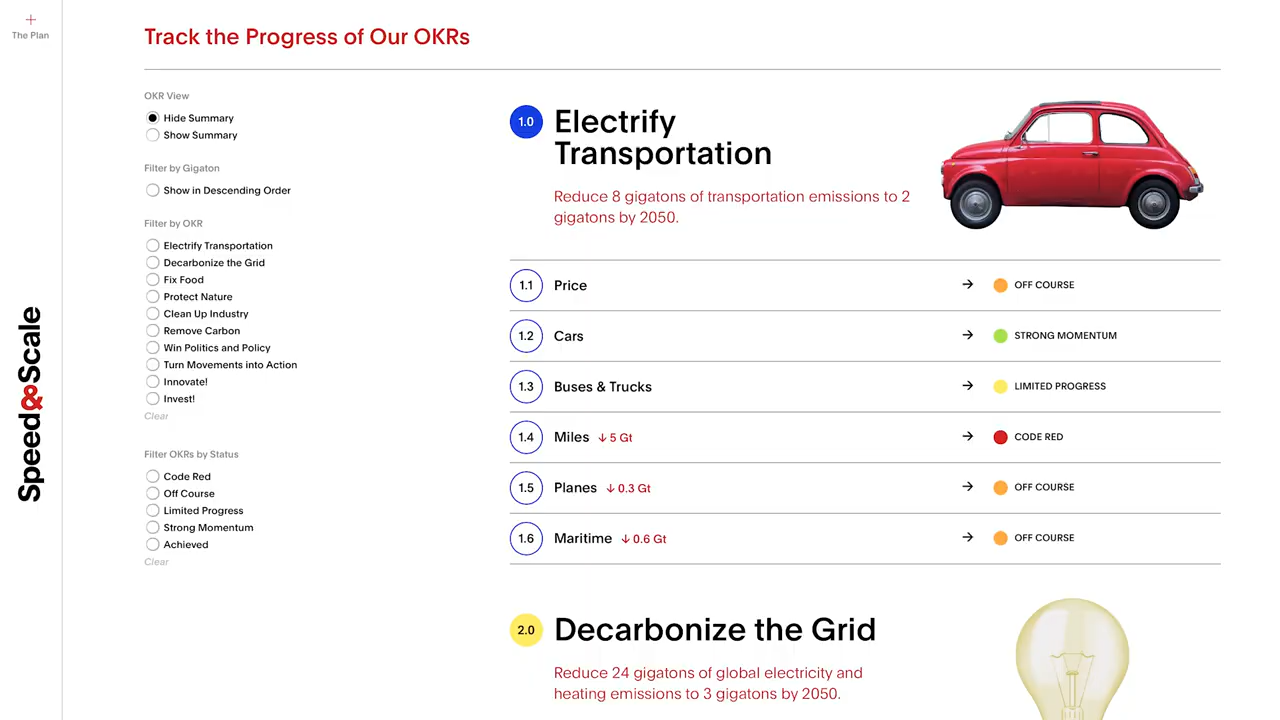 The Plan
Speed&Scale
Track the Progress of Our OKRs
OKR View
Hide Summary
Show Summary
Filter by Gigaton
Show in Descending Order
Filter by OKR
Electrify Transportation
Decarbonize the Grid
Fix Food
Protect Nature
Clean Up Industry
Remove Carbon
Win Politics and Policy
Turn Movements into Action
Innovate!
Invest!
Clear
Filter OKRs by Status
Code Red
Off Course
Limited Progress
Strong Momentum
Achieved
Clear
1.0 Electrify
Transportation
Reduce 8 gigatons of transportation emissions to 2
gigatons by 2050.
1.1 Price → OFF COURSE
1.2 Cars → STRONG MOMENTUM
1.3 Buses & Trucks → LIMITED PROGRESS
1.4 Miles ↓ 5 Gt → CODE RED
1.5 Planes ↓ 0.3 Gt → OFF COURSE
1.6 Maritime ↓ 0.6 Gt → OFF COURSE
2.0 Decarbonize the Grid
Reduce 24 gigatons of global electricity and
heating emissions to 3 gigatons by 2050.